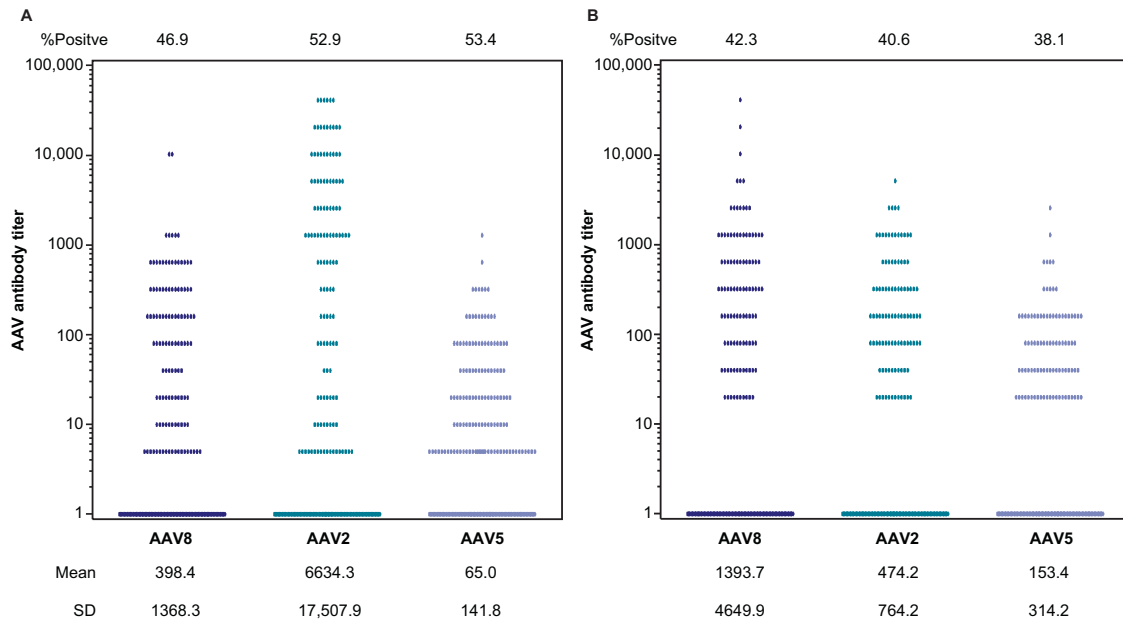 A
%Positve 46.9 52.9 53.4
100,000
10,000
1000
100
10
1
AAV antibody titer
AAV8 AAV2 AAV5
Mean 398.4 6634.3 65.0
SD 1368.3 17,507.9 141.8
B
%Positve 42.3 40.6 38.1
100,000
10,000
1000
100
10
1
AAV antibody titer
AAV8 AAV2 AAV5
1393.7 474.2 153.4
4649.9 764.2 314.2